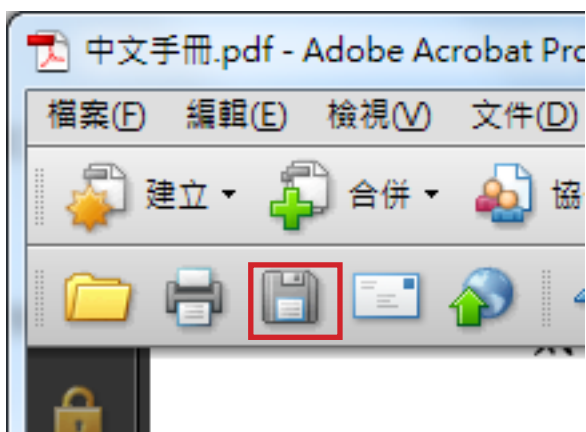 中文手冊.pdf - Adobe Acrobat Pro
檔案(F) 編輯(E) 檢視(V) 文件(D)
建立 合併 協